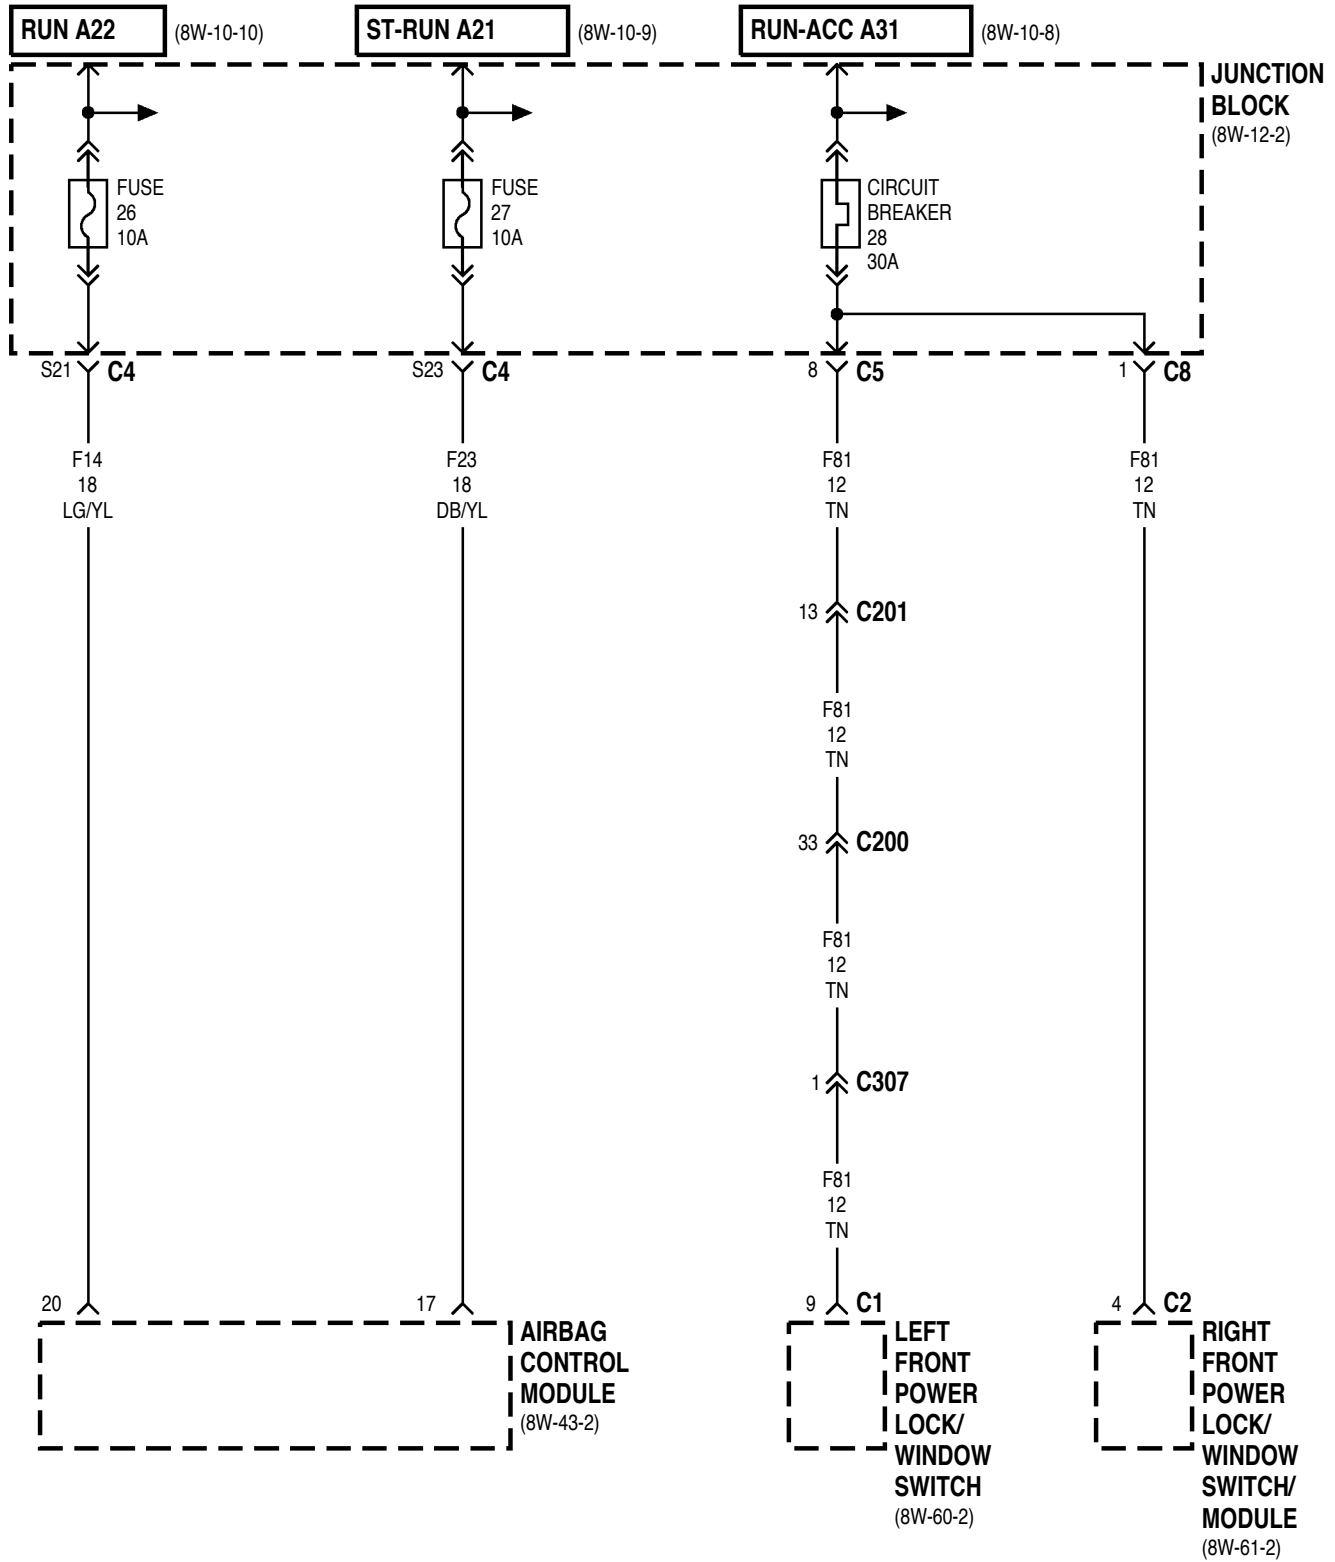 RUN A22 (8W-10-10)
ST-RUN A21 (8W-10-9)
RUN-ACC A31 (8W-10-8)
JUNCTION
BLOCK
(8W-12-2)
FUSE
26
10A
FUSE
27
10A
CIRCUIT
BREAKER
28
30A
S21 C4
S23 C4
8 C5
1 C8
F14
18
LG/YL
F23
18
DB/YL
F81
12
TN
F81
12
TN
13 C201
F81
12
TN
33 C200
F81
12
TN
1 C307
F81
12
TN
20
17
9 C1
4 C2
AIRBAG
CONTROL
MODULE
(8W-43-2)
LEFT
FRONT
POWER
LOCK/
WINDOW
SWITCH
(8W-60-2)
RIGHT
FRONT
POWER
LOCK/
WINDOW
SWITCH/
MODULE
(8W-61-2)